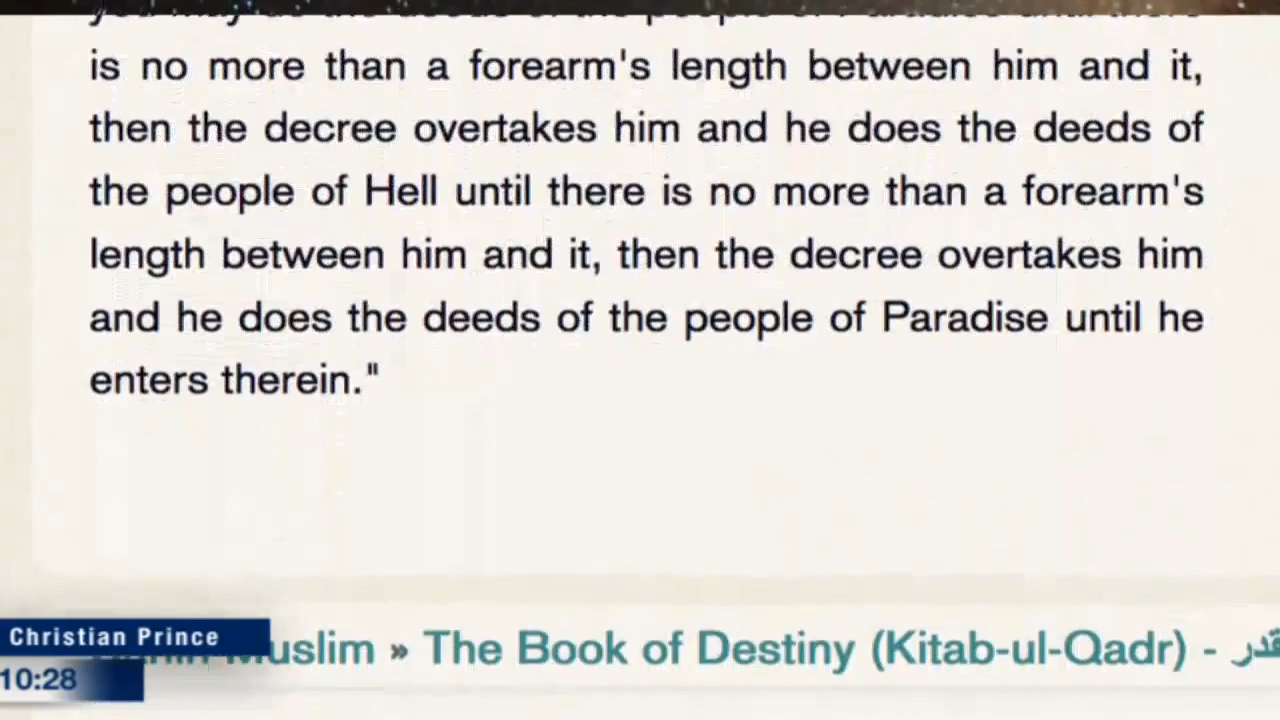 is no more than a forearm's length between him and it,
then the decree overtakes him and he does the deeds of
the people of Hell until there is no more than a forearm's
length between him and it, then the decree overtakes him
and he does the deeds of the people of Paradise until he
enters therein."
Christian Prince
Muslim » The Book of Destiny (Kitab-ul-Qadr) -
10:28